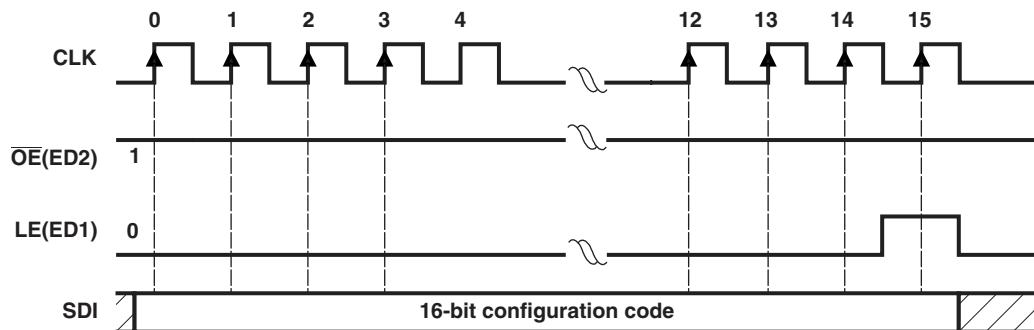 0 1 2 3 4 12 13 14 15
CLK
OE(ED2) 1
LE(ED1) 0
SDI 16-bit configuration code